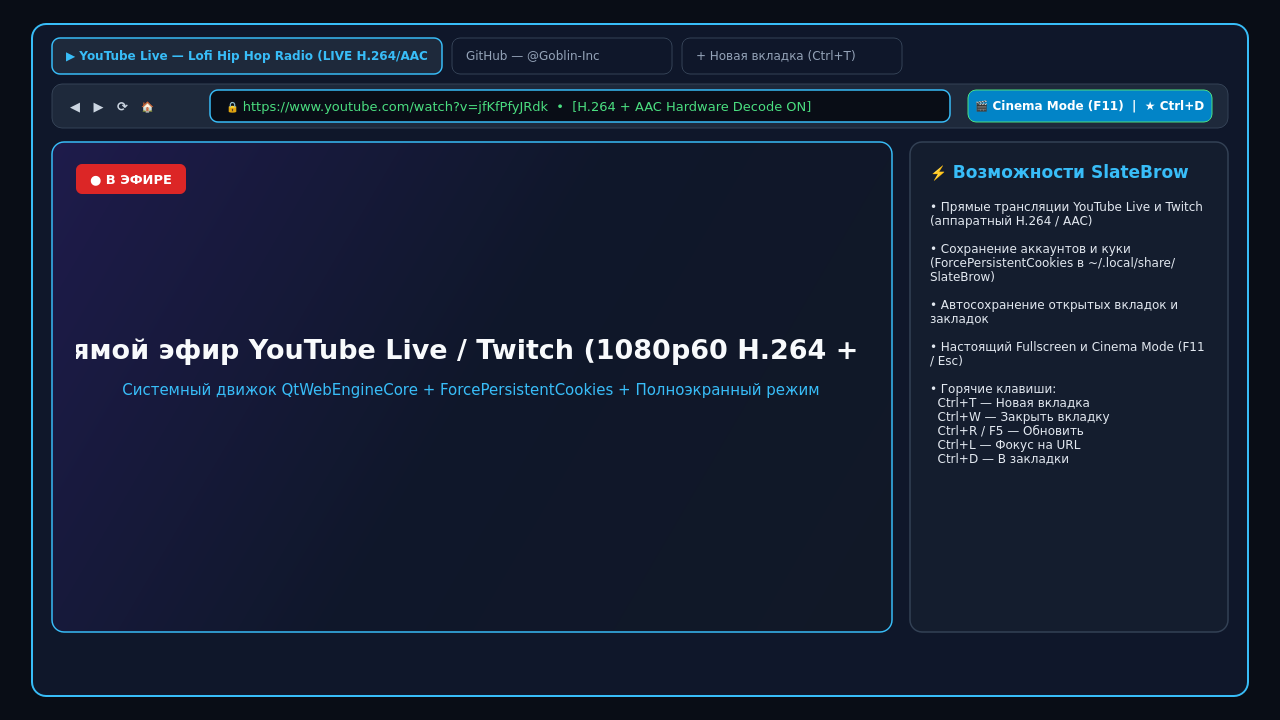 ▶ YouTube Live — Lofi Hip Hop Radio (LIVE H.264/AAC
GitHub — @Goblin-Inc
+ Новая вкладка (Ctrl+T)
◀ ▶ ⟳ 🏠
🔒 https://www.youtube.com/watch?v=jfKfPfyJRdk • [H.264 + AAC Hardware Decode ON]
🎬 Cinema Mode (F11) | ★ Ctrl+D
● В ЭФИРЕ
ямой эфир YouTube Live / Twitch (1080p60 H.264 +
Системный движок QtWebEngineCore + ForcePersistentCookies + Полноэкранный режим
⚡ Возможности SlateBrow
• Прямые трансляции YouTube Live и Twitch
(аппаратный H.264 / AAC)
• Сохранение аккаунтов и куки
(ForcePersistentCookies в ~/.local/share/
SlateBrow)
• Автосохранение открытых вкладок и
закладок
• Настоящий Fullscreen и Cinema Mode (F11
/ Esc)
• Горячие клавиши:
Ctrl+T — Новая вкладка
Ctrl+W — Закрыть вкладку
Ctrl+R / F5 — Обновить
Ctrl+L — Фокус на URL
Ctrl+D — В закладки